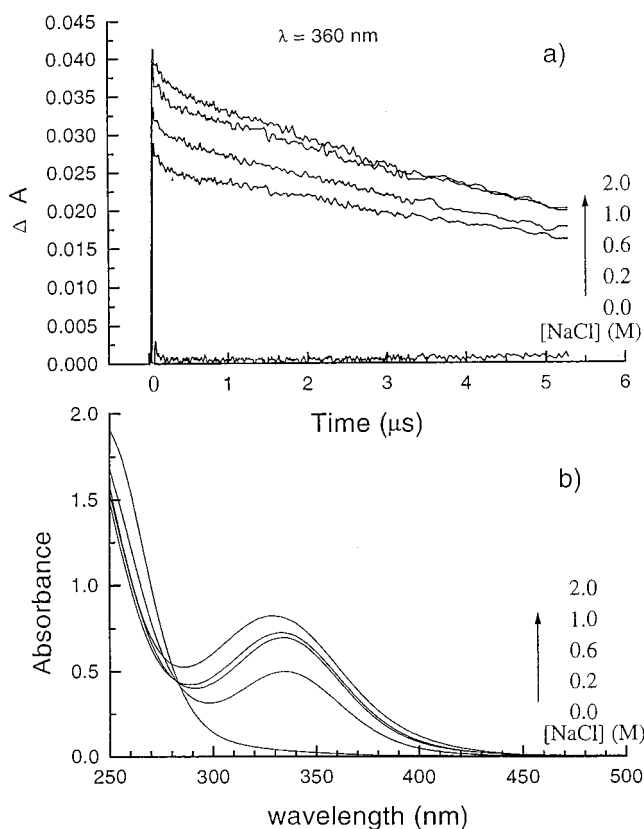 λ = 360 nm
a)
0.045
0.040
0.035
0.030
0.025
0.020
0.015
0.010
0.005
0.000
Δ A
2.0
1.0
0.6
0.2
0.0
[NaCl] (M)
0 1 2 3 4 5 6
Time (μs)
b)
2.0
1.5
1.0
0.5
0.0
Absorbance
2.0
1.0
0.6
0.2
0.0
[NaCl] (M)
250 300 350 400 450 500
wavelength (nm)